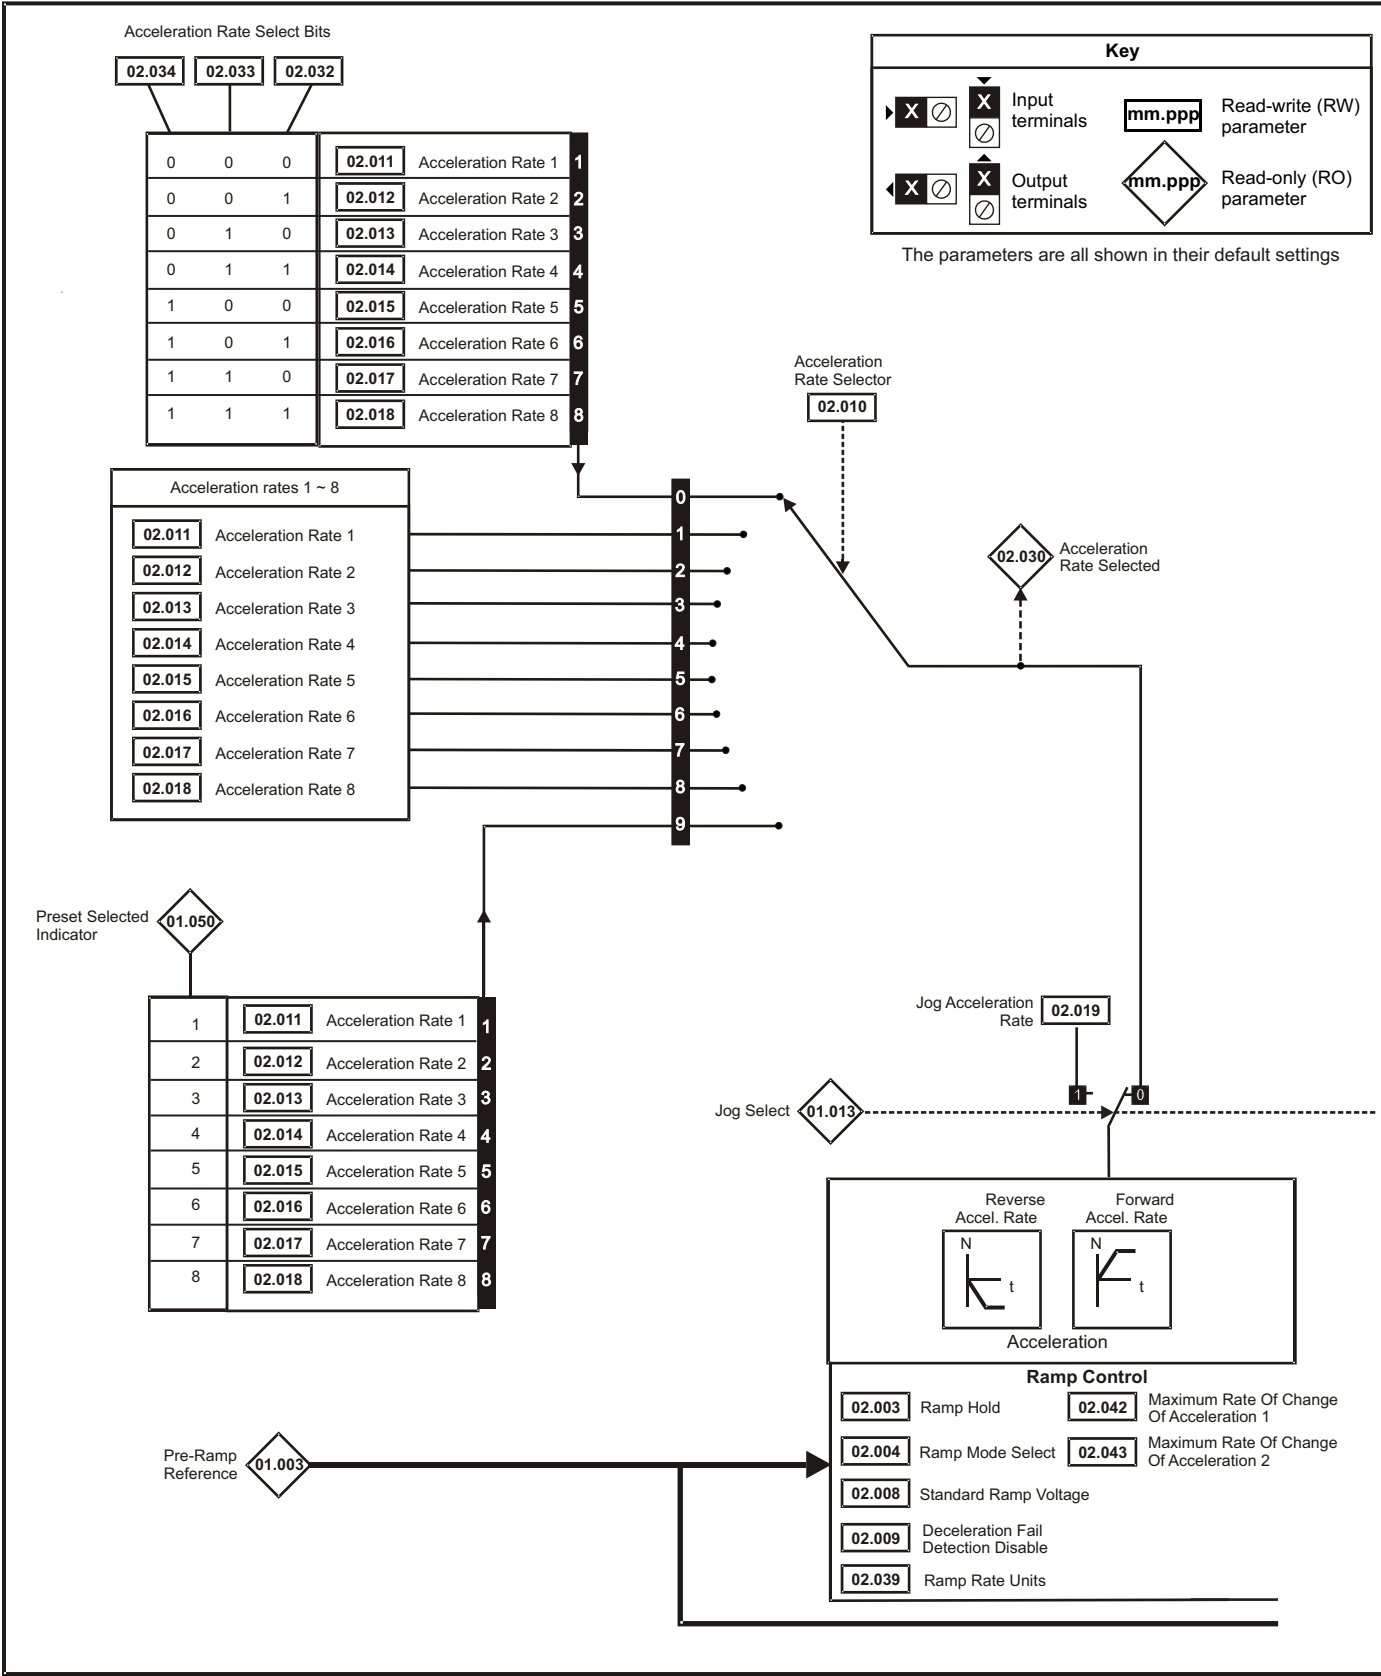 Acceleration Rate Select Bits
02.034 02.033 02.032
0 0 0 02.011 Acceleration Rate 1 1
0 0 1 02.012 Acceleration Rate 2 2
0 1 0 02.013 Acceleration Rate 3 3
0 1 1 02.014 Acceleration Rate 4 4
1 0 0 02.015 Acceleration Rate 5 5
1 0 1 02.016 Acceleration Rate 6 6
1 1 0 02.017 Acceleration Rate 7 7
1 1 1 02.018 Acceleration Rate 8 8
Key
X
X
Input
terminals
mm.ppp
Read-write (RW)
parameter
X
X
Output
terminals
mm.ppp
Read-only (RO)
parameter
The parameters are all shown in their default settings
Acceleration
Rate Selector
02.010
Acceleration rates 1 ~ 8
0
02.011 Acceleration Rate 1 1
02.012 Acceleration Rate 2 2
02.013 Acceleration Rate 3 3
02.014 Acceleration Rate 4 4
02.015 Acceleration Rate 5 5
02.016 Acceleration Rate 6 6
02.017 Acceleration Rate 7 7
02.018 Acceleration Rate 8 8
9
02.030
Acceleration
Rate Selected
Preset Selected
Indicator
01.050
1 02.011 Acceleration Rate 1 1
2 02.012 Acceleration Rate 2 2
3 02.013 Acceleration Rate 3 3
4 02.014 Acceleration Rate 4 4
5 02.015 Acceleration Rate 5 5
6 02.016 Acceleration Rate 6 6
7 02.017 Acceleration Rate 7 7
8 02.018 Acceleration Rate 8 8
Jog Acceleration
Rate
02.019
1 0
Jog Select 01.013
Reverse
Accel. Rate
Forward
Accel. Rate
N
t
N
t
Acceleration
Ramp Control
02.003 Ramp Hold
02.042 Maximum Rate Of Change
Of Acceleration 1
02.004 Ramp Mode Select
02.043 Maximum Rate Of Change
Of Acceleration 2
02.008 Standard Ramp Voltage
02.009 Deceleration Fail
Detection Disable
02.039 Ramp Rate Units
Pre-Ramp
Reference
01.003